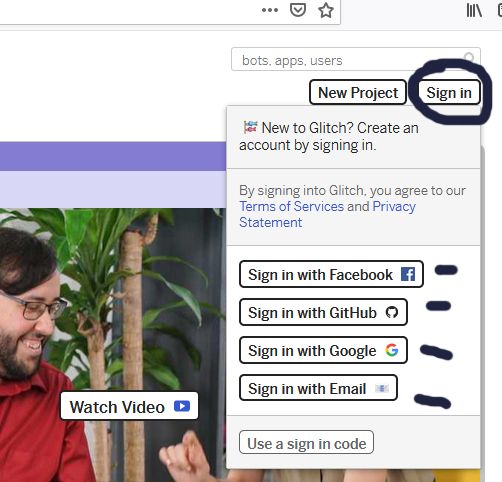 bots, apps, users
New Project
Sign in
New to Glitch? Create an
account by signing in.
By signing into Glitch, you agree to our
Terms of Services and Privacy
Statement
Sign in with Facebook
Sign in with GitHub
Sign in with Google
Sign in with Email
Watch Video
Use a sign in code